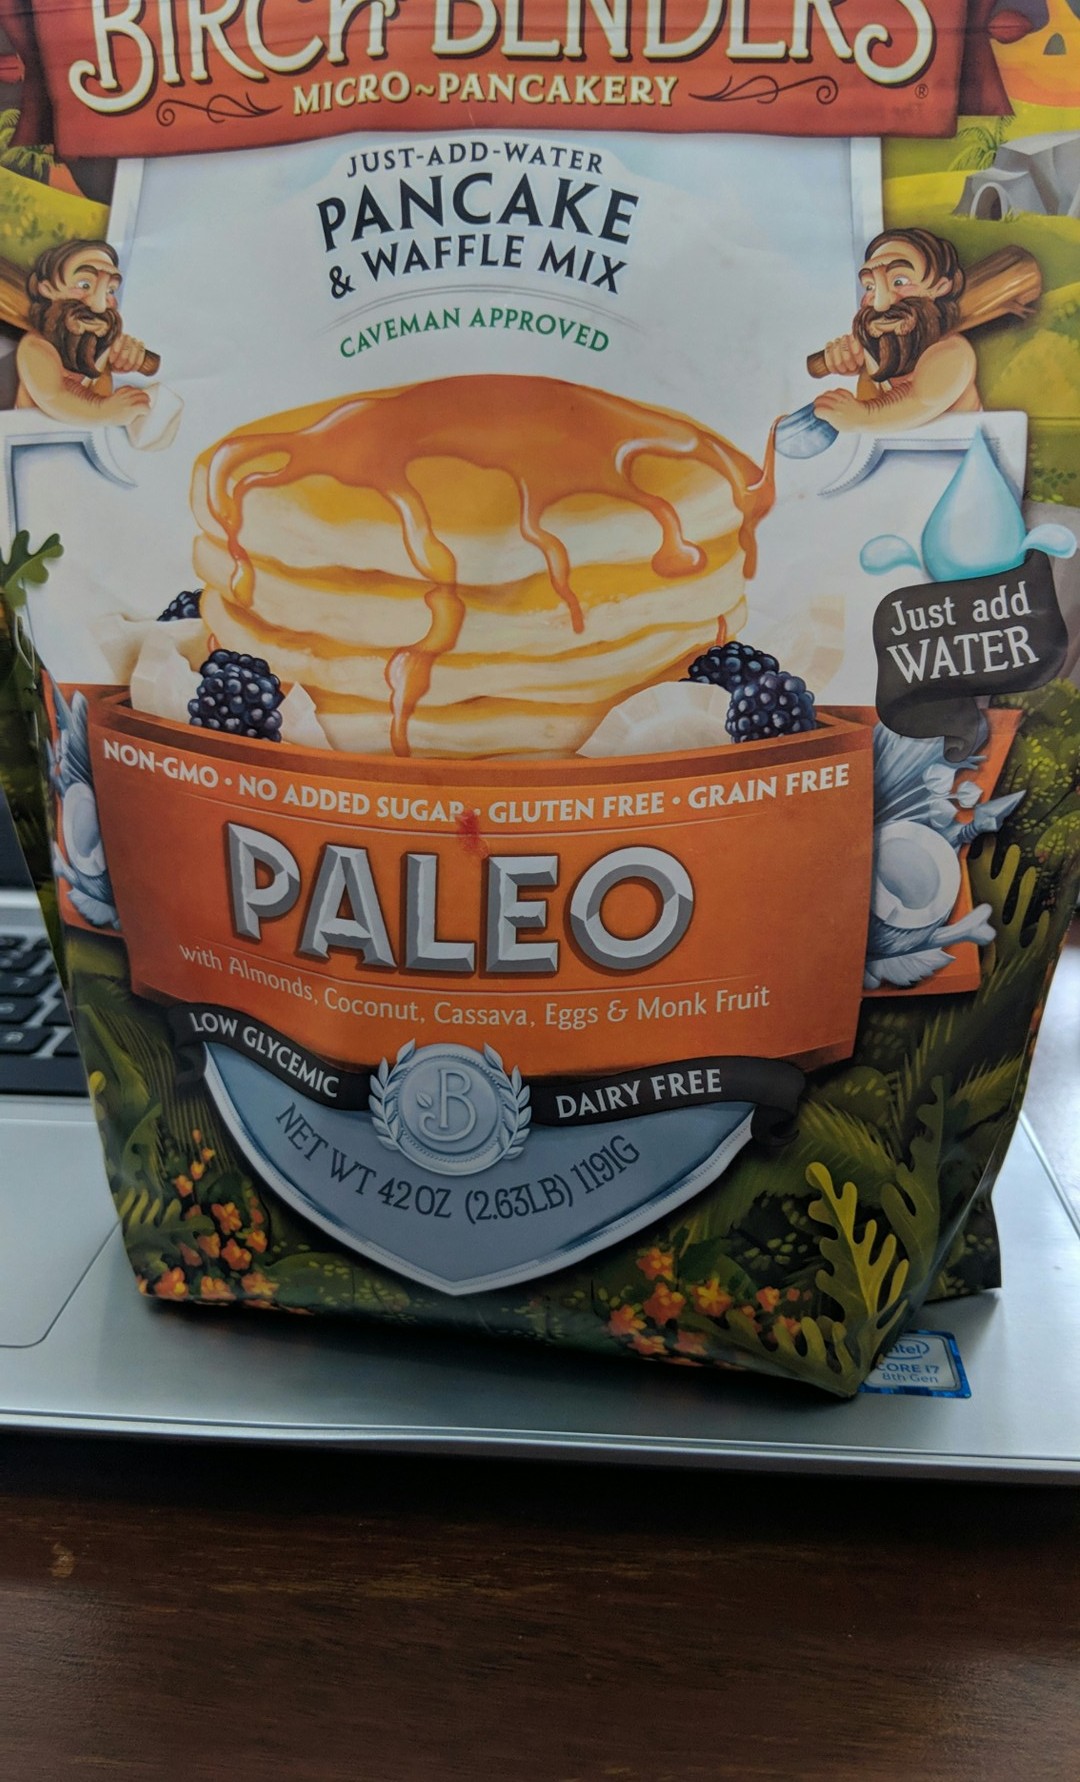 BIRCH BENDERS
MICRO~PANCAKERY
®
JUST-ADD-WATER
PANCAKE
& WAFFLE MIX
CAVEMAN APPROVED
Just add
WATER
NON-GMO • NO ADDED SUGAR • GLUTEN FREE • GRAIN FREE
PALEO
with Almonds, Coconut, Cassava, Eggs & Monk Fruit
LOW GLYCEMIC
B
DAIRY FREE
NET WT 42 OZ (2.63LB) 1191G
intel)
CORE i7
8th Gen